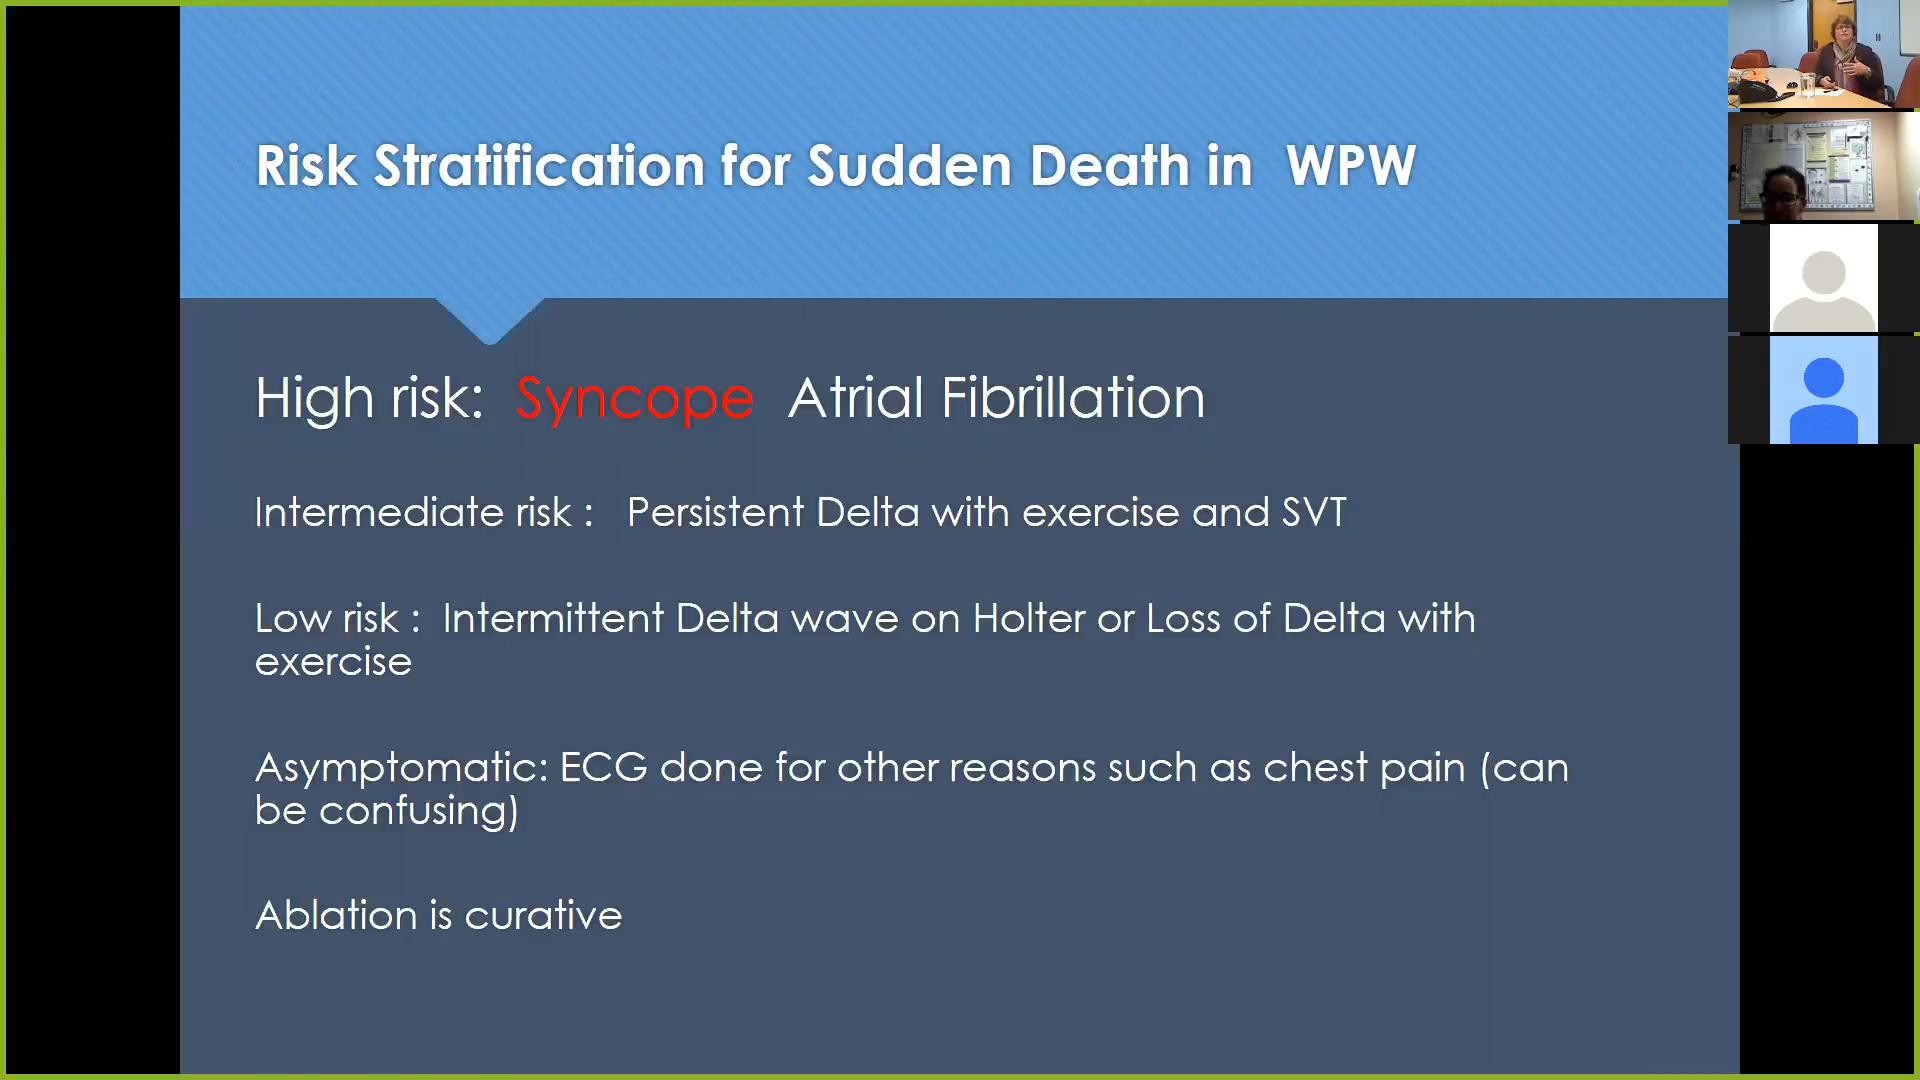 Risk Stratification for Sudden Death in WPW
High risk: Syncope Atrial Fibrillation
Intermediate risk : Persistent Delta with exercise and SVT
Low risk : Intermittent Delta wave on Holter or Loss of Delta with
exercise
Asymptomatic: ECG done for other reasons such as chest pain (can
be confusing)
Ablation is curative